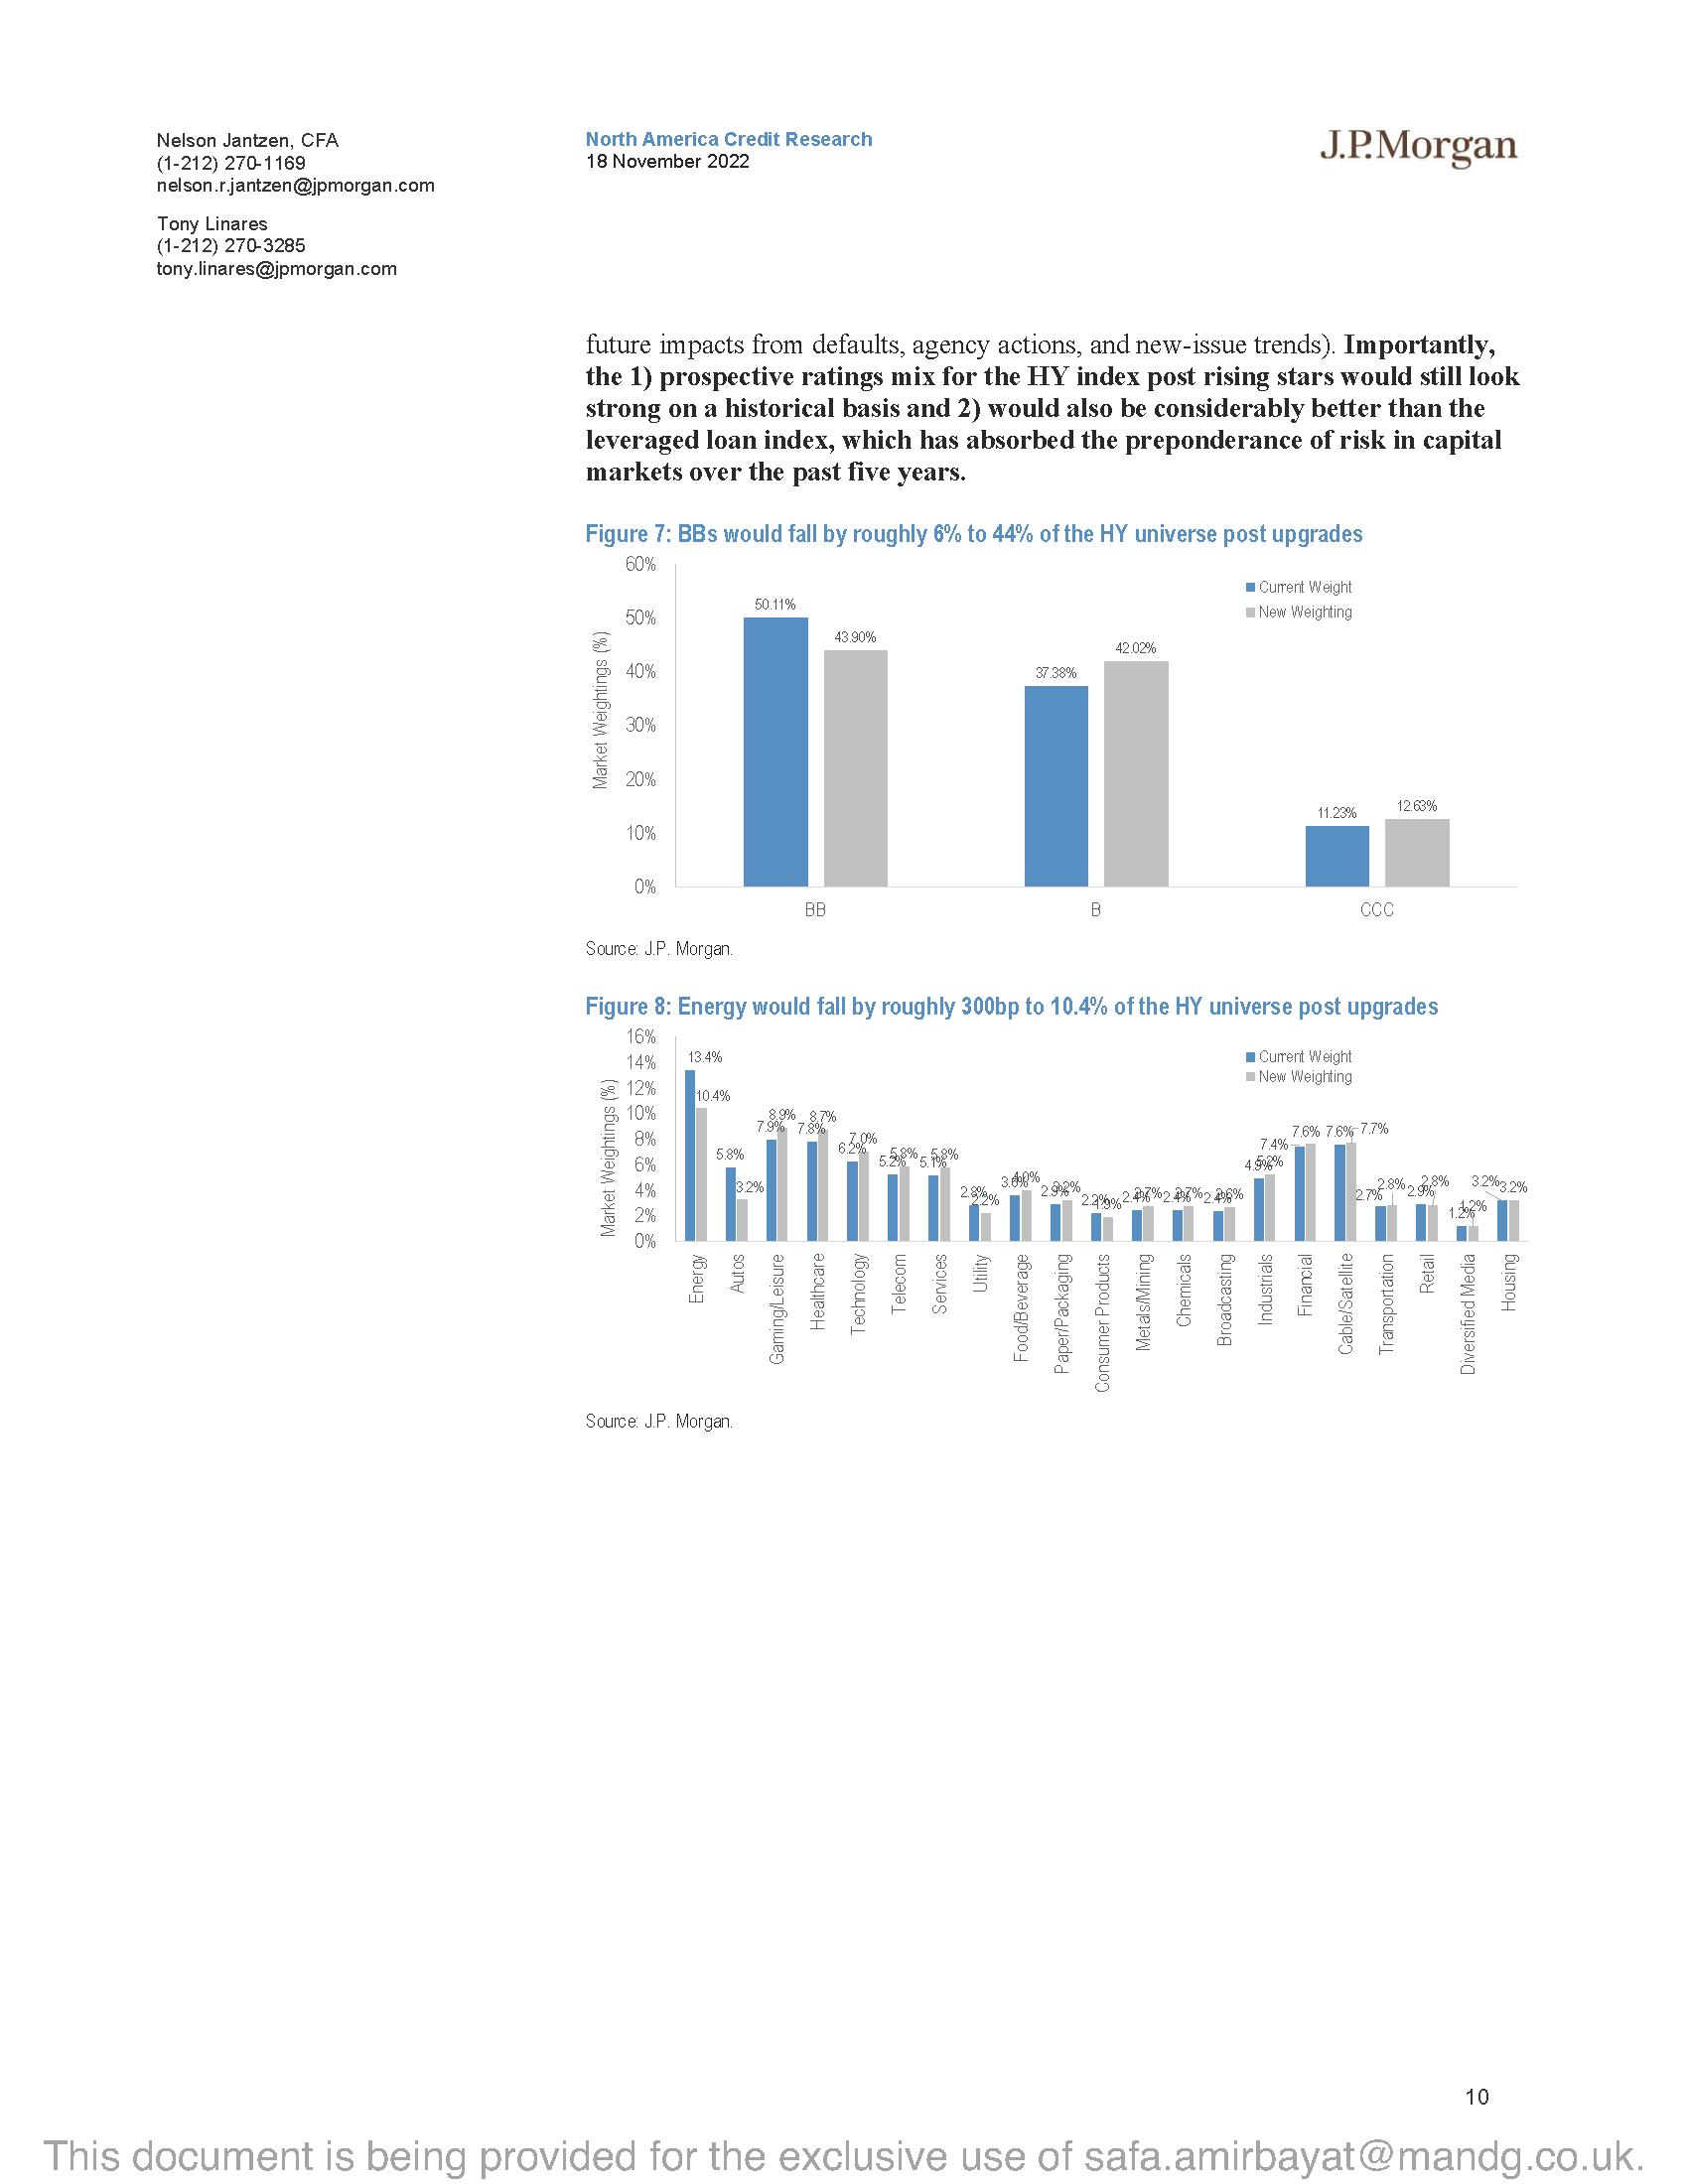 Nelson Jantzen, CFA
(1-212) 270-1169
nelson.r.jantzen@jpmorgan.com
Tony Linares
(1-212) 270-3285
tony.linares@jpmorgan.com
North America Credit Research
18 November 2022
J.P.Morgan
future impacts from defaults, agency actions, and new-issue trends). Importantly,
the 1) prospective ratings mix for the HY index post rising stars would still look
strong on a historical basis and 2) would also be considerably better than the
leveraged loan index, which has absorbed the preponderance of risk in capital
markets over the past five years.
Figure 7: BBs would fall by roughly 6% to 44% of the HY universe post upgrades
Market Weightings (%)
60%
50%
40%
30%
20%
10%
0%
Current Weight
New Weighting
50.11%
43.90%
37.38%
42.02%
11.23%
12.63%
BB
B
CCC
Source: J.P. Morgan.
Figure 8: Energy would fall by roughly 300bp to 10.4% of the HY universe post upgrades
Market Weightings (%)
16%
14%
12%
10%
8%
6%
4%
2%
0%
Current Weight
New Weighting
13.4%
10.4%
5.8%
3.2%
7.9%
8.9%
7.8%
8.7%
6.2%
7.0%
5.2%
5.8%
5.1%
5.8%
2.8%
2.2%
3.6%
4.0%
2.9%
3.2%
2.2%
1.9%
2.4%
2.7%
2.4%
2.7%
2.4%
2.6%
4.9%
5.2%
7.4%
7.6%
7.6%
7.7%
2.7%
2.8%
2.9%
2.8%
1.2%
1.2%
3.2%
3.2%
Energy
Autos
Gaming/Leisure
Healthcare
Technology
Telecom
Services
Utility
Food/Beverage
Paper/Packaging
Consumer Products
Metals/Mining
Chemicals
Broadcasting
Industrials
Financial
Cable/Satellite
Transportation
Retail
Diversified Media
Housing
Source: J.P. Morgan.
10
This document is being provided for the exclusive use of safa.amirbayat@mandg.co.uk.